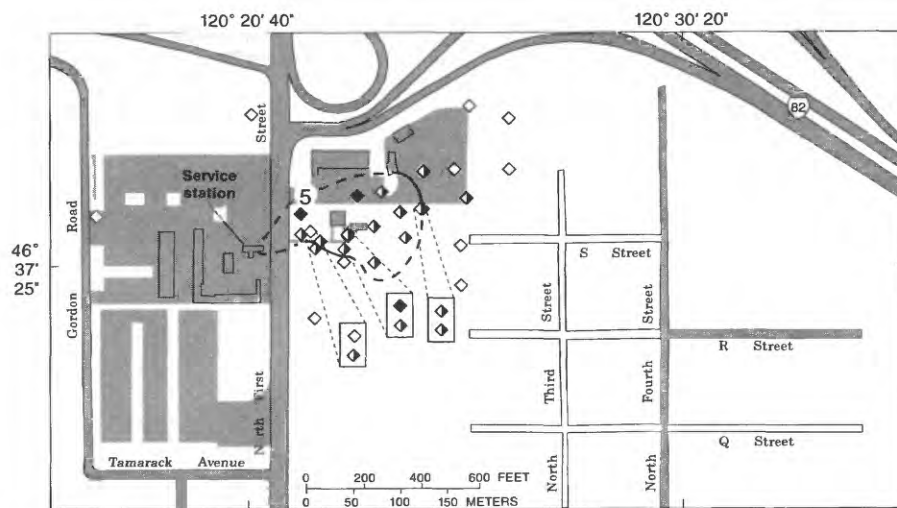 120° 20' 40"
120° 30' 20"
82
Street
Service
station
5
Road
46°
37'
25"
S Street
Gordon
Street
Street
R Street
First
Third
Fourth
Q Street
Tamarack Avenue
North
North
North
0 200 400 600 FEET
0 50 100 150 METERS